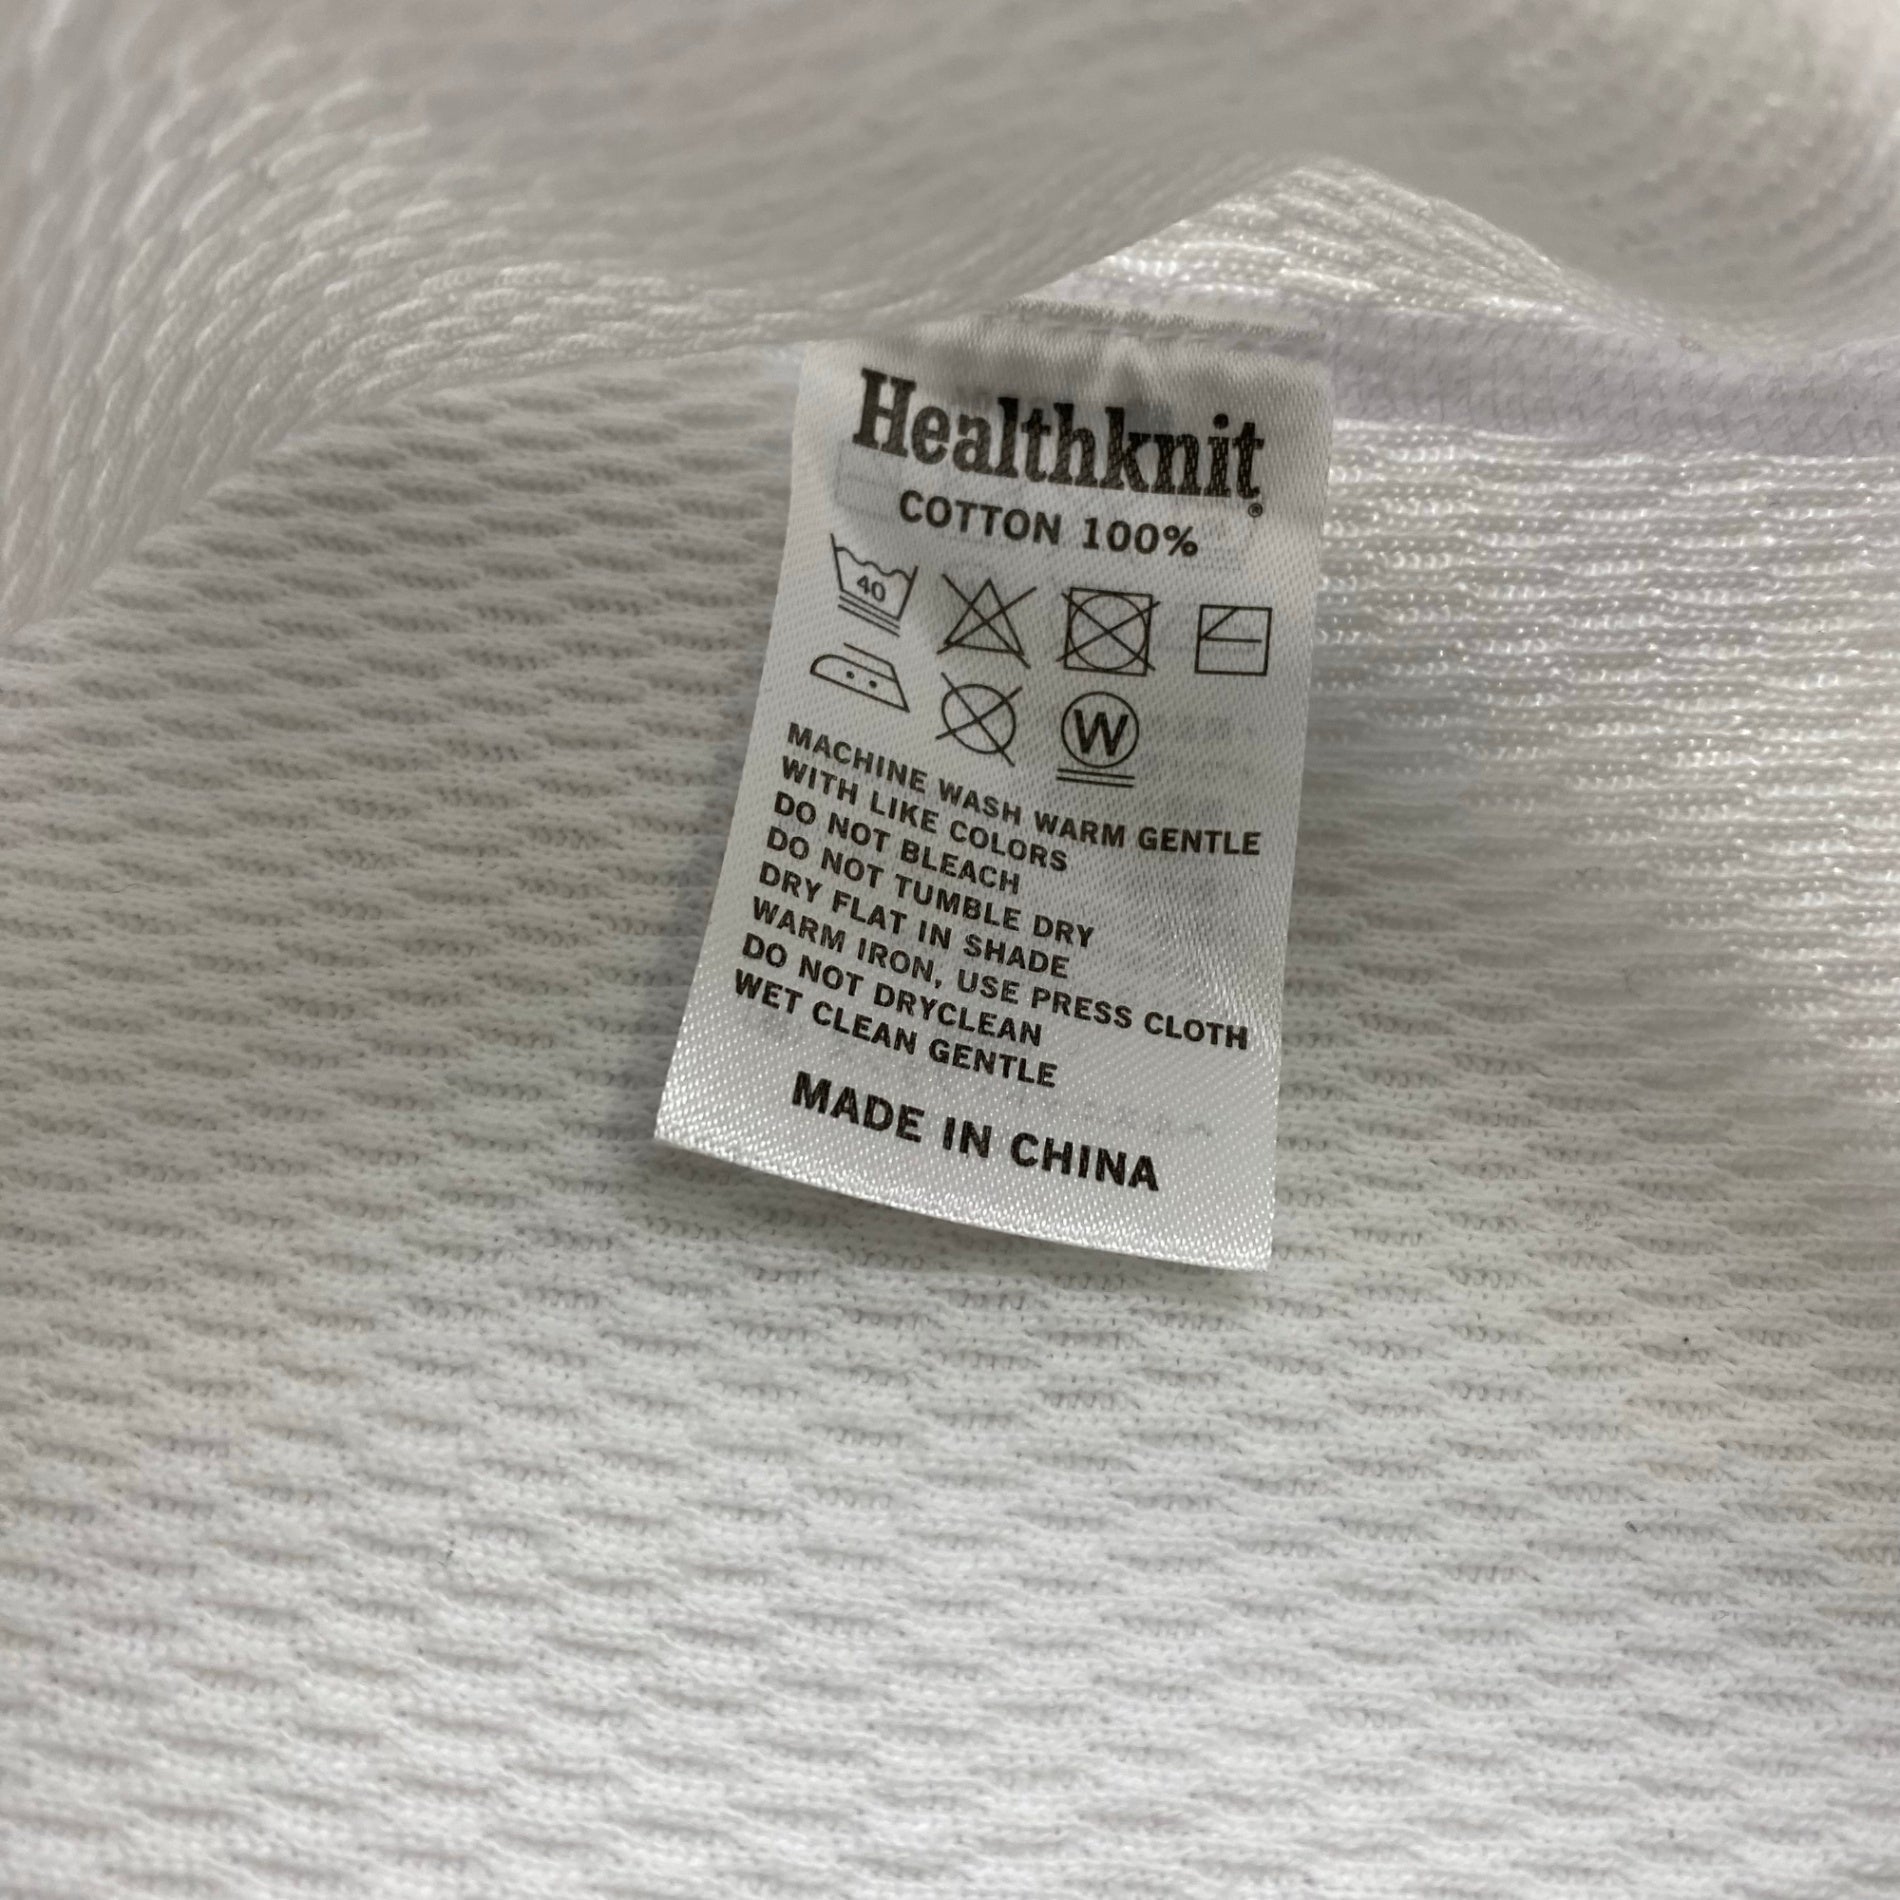 Healthknit®
COTTON 100%
40
W
MACHINE WASH WARM GENTLE
WITH LIKE COLORS
DO NOT BLEACH
DO NOT TUMBLE DRY
DRY FLAT IN SHADE
WARM IRON, USE PRESS CLOTH
DO NOT DRYCLEAN
WET CLEAN GENTLE
MADE IN CHINA